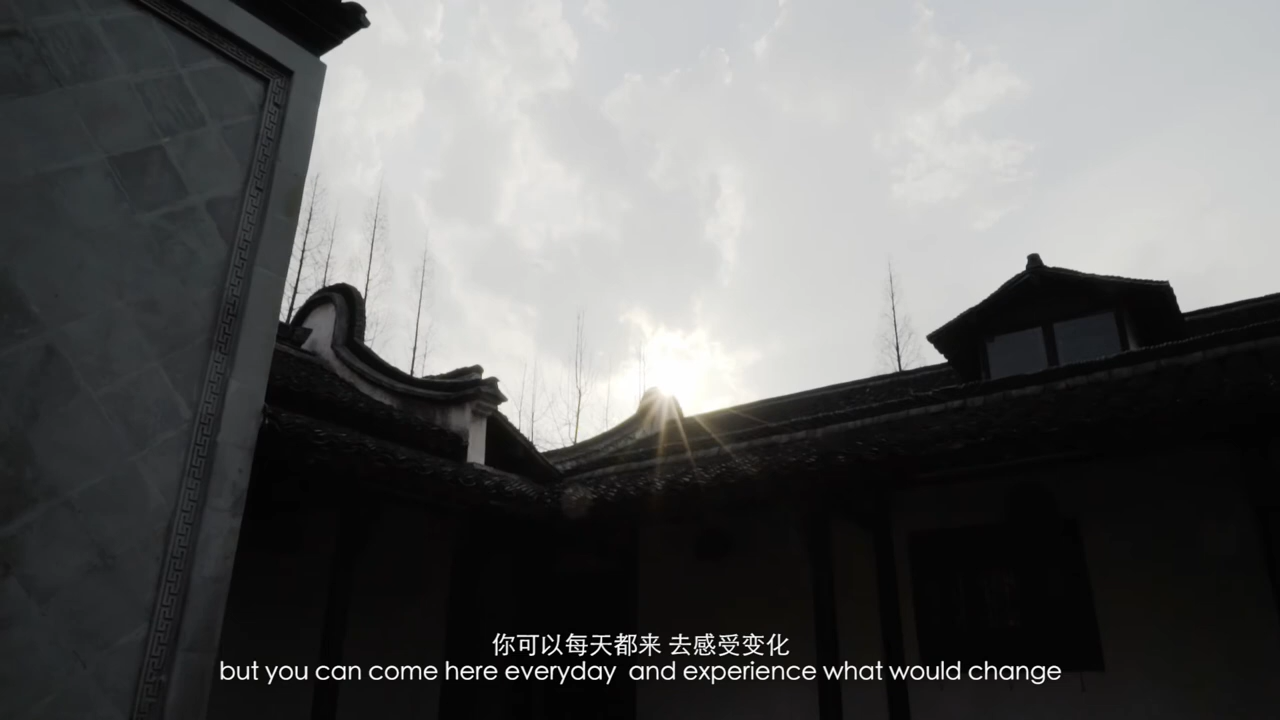 你可以每天都来 去感受变化
but you can come here everyday  and experience what would change